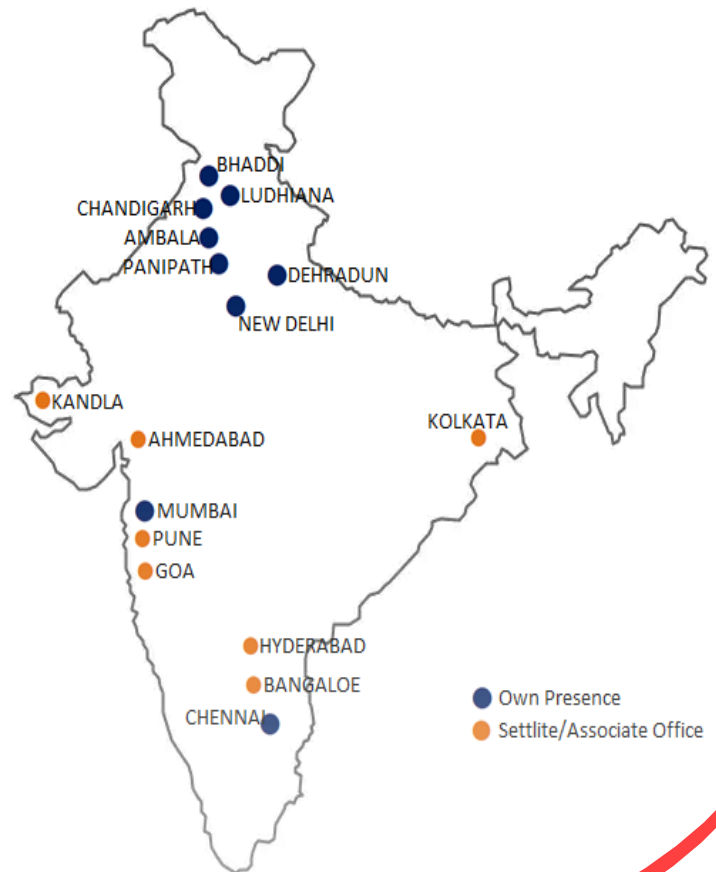 BHADDI
LUDHIANA
CHANDIGARH
AMBALA
PANIPATH
DEHRADUN
NEW DELHI
KANDLA
KOLKATA
AHMEDABAD
MUMBAI
PUNE
GOA
HYDERABAD
BANGALOE
CHENNAI
Own Presence
Settlite/Associate Office